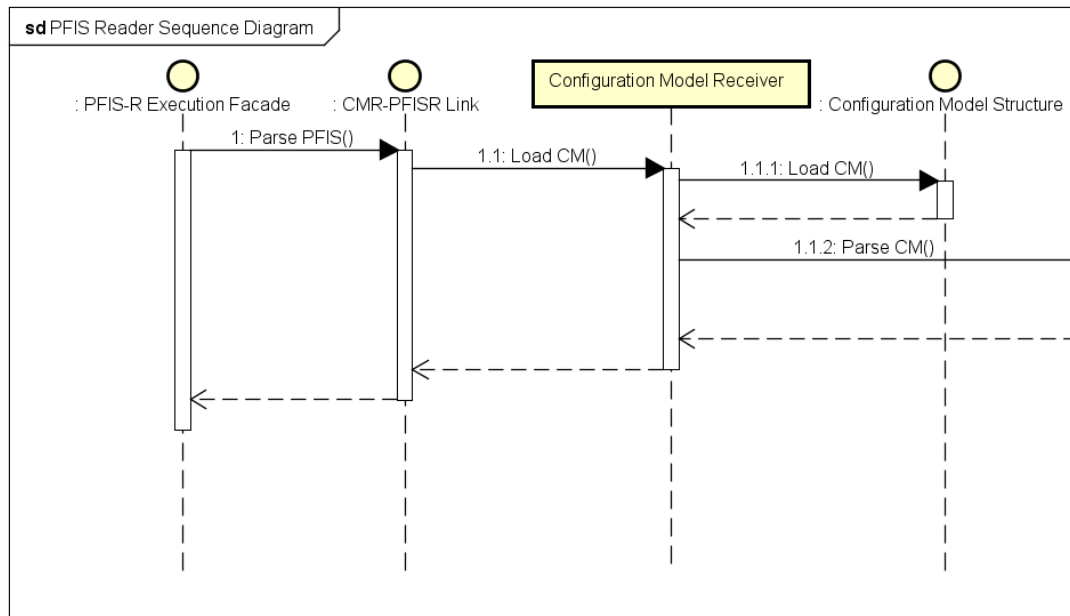 sd PFIS Reader Sequence Diagram
Configuration Model Receiver
: PFIS-R Execution Facade
: CMR-PFISR Link
: Configuration Model Structure
1: Parse PFIS()
1.1: Load CM()
1.1.1: Load CM()
1.1.2: Parse CM()